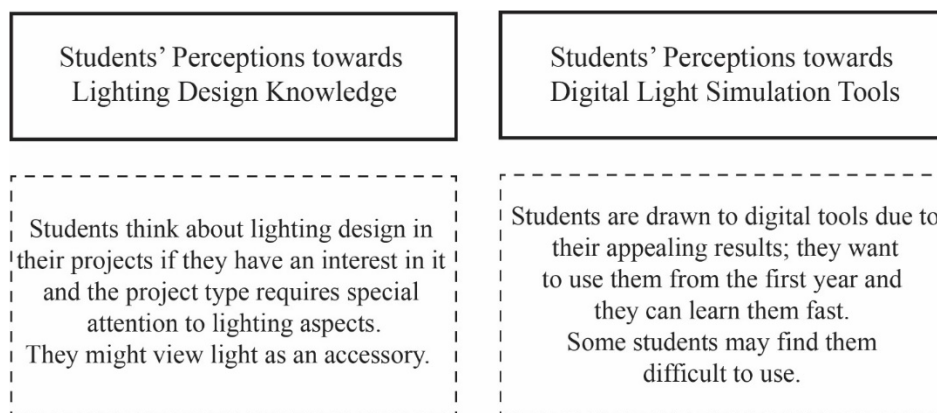 Students’ Perceptions towards
Lighting Design Knowledge
Students think about lighting design in
their projects if they have an interest in it
and the project type requires special
attention to lighting aspects.
They might view light as an accessory.
Students’ Perceptions towards
Digital Light Simulation Tools
Students are drawn to digital tools due to
their appealing results; they want
to use them from the first year and
they can learn them fast.
Some students may find them
difficult to use.